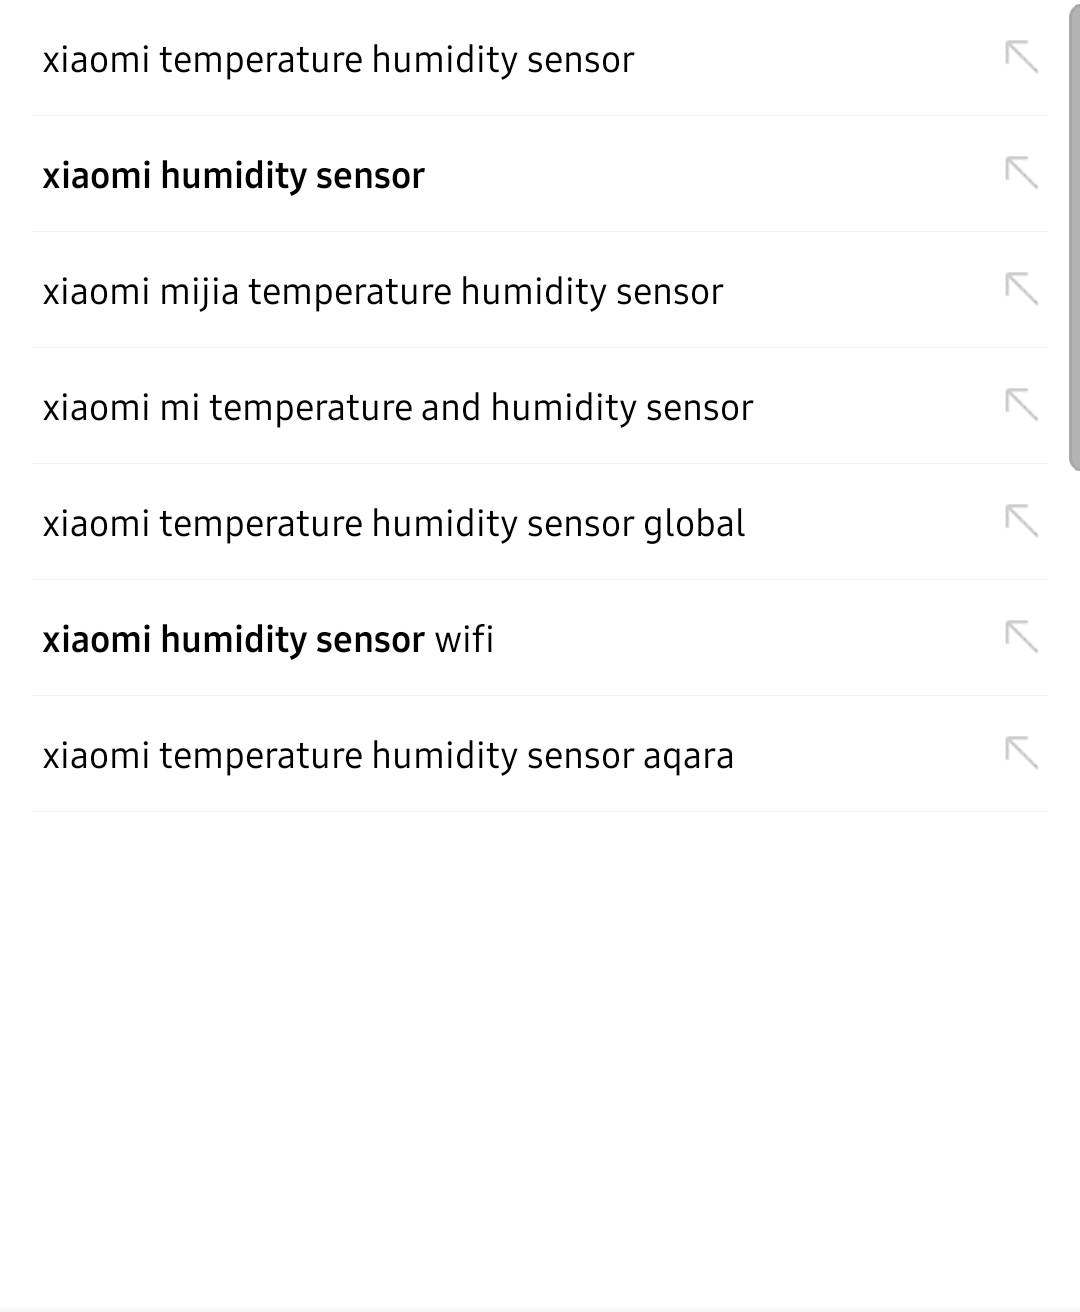 xiaomi temperature humidity sensor
xiaomi humidity sensor
xiaomi mijia temperature humidity sensor
xiaomi mi temperature and humidity sensor
xiaomi temperature humidity sensor global
xiaomi humidity sensor wifi
xiaomi temperature humidity sensor aqara